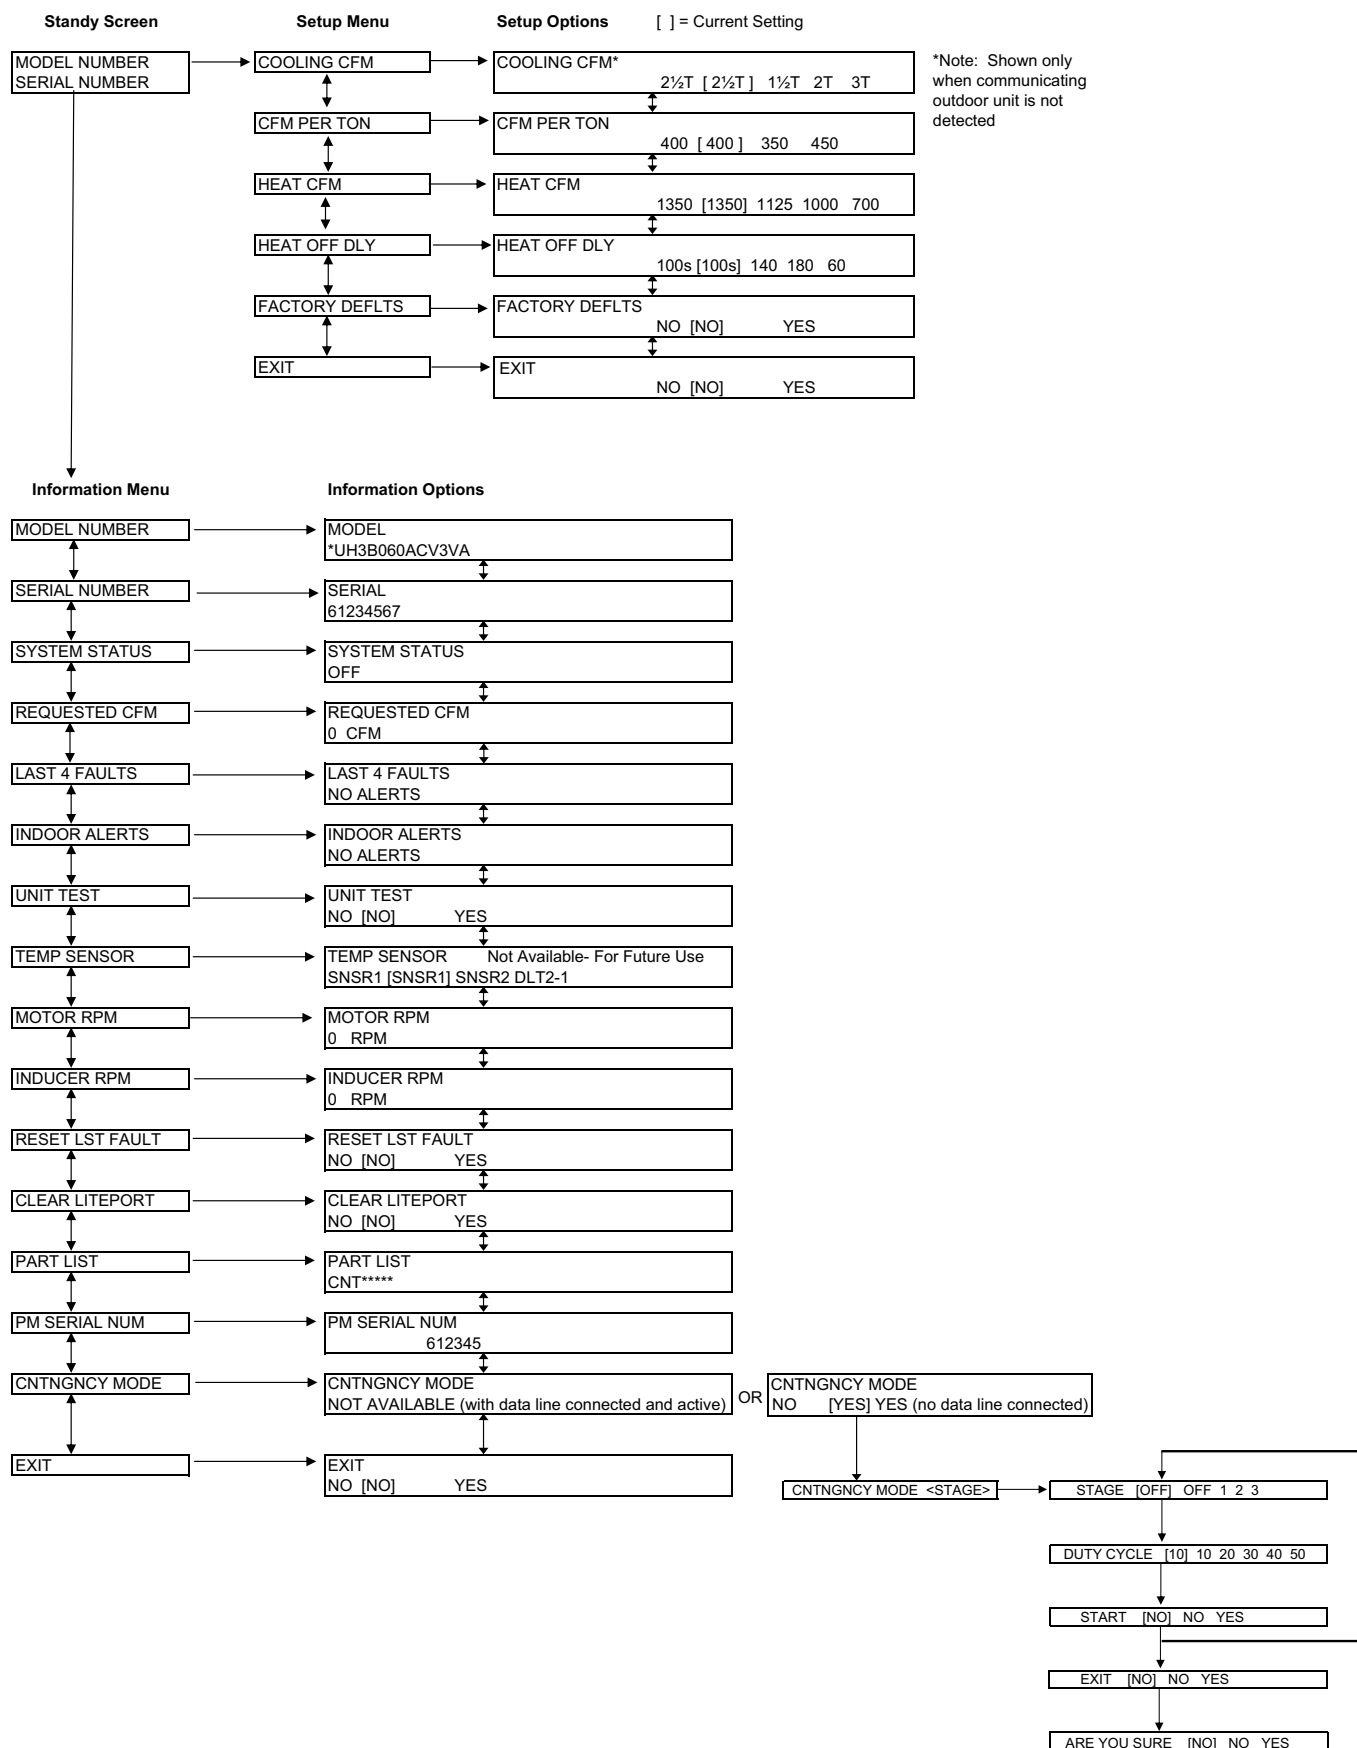 Standy Screen Setup Menu Setup Options [ ] = Current Setting
MODEL NUMBER
SERIAL NUMBER
COOLING CFM
COOLING CFM*
2½T [ 2½T ] 1½T 2T 3T
*Note: Shown only
when communicating
outdoor unit is not
detected
CFM PER TON
CFM PER TON
400 [ 400 ] 350 450
HEAT CFM
HEAT CFM
1350 [1350] 1125 1000 700
HEAT OFF DLY
HEAT OFF DLY
100s [100s] 140 180 60
FACTORY DEFLTS
FACTORY DEFLTS
NO [NO] YES
EXIT
EXIT
NO [NO] YES
Information Menu Information Options
MODEL NUMBER
MODEL
*UH3B060ACV3VA
SERIAL NUMBER
SERIAL
61234567
SYSTEM STATUS
SYSTEM STATUS
OFF
REQUESTED CFM
REQUESTED CFM
0 CFM
LAST 4 FAULTS
LAST 4 FAULTS
NO ALERTS
INDOOR ALERTS
INDOOR ALERTS
NO ALERTS
UNIT TEST
UNIT TEST
NO [NO] YES
TEMP SENSOR
TEMP SENSOR Not Available- For Future Use
SNSR1 [SNSR1] SNSR2 DLT2-1
MOTOR RPM
MOTOR RPM
0 RPM
INDUCER RPM
INDUCER RPM
0 RPM
RESET LST FAULT
RESET LST FAULT
NO [NO] YES
CLEAR LITEPORT
CLEAR LITEPORT
NO [NO] YES
PART LIST
PART LIST
CNT*****
PM SERIAL NUM
PM SERIAL NUM
612345
CNTNGNCY MODE
CNTNGNCY MODE
NOT AVAILABLE (with data line connected and active)
OR
CNTNGNCY MODE
NO [YES] YES (no data line connected)
EXIT
EXIT
NO [NO] YES
CNTNGNCY MODE <STAGE>
STAGE [OFF] OFF 1 2 3
DUTY CYCLE [10] 10 20 30 40 50
START [NO] NO YES
EXIT [NO] NO YES
ARE YOU SURE [NO] NO YES